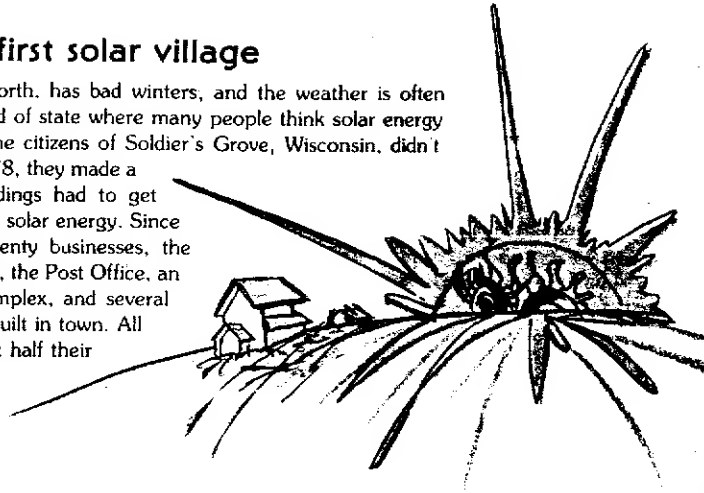 first solar village
orth. has bad winters, and the weather is often
d of state where many people think solar energy
ne citizens of Soldier's Grove, Wisconsin, didn't
78, they made a
dings had to get
solar energy. Since
enty businesses, the
, the Post Office, an
mplex, and several
uilt in town. All
t half their